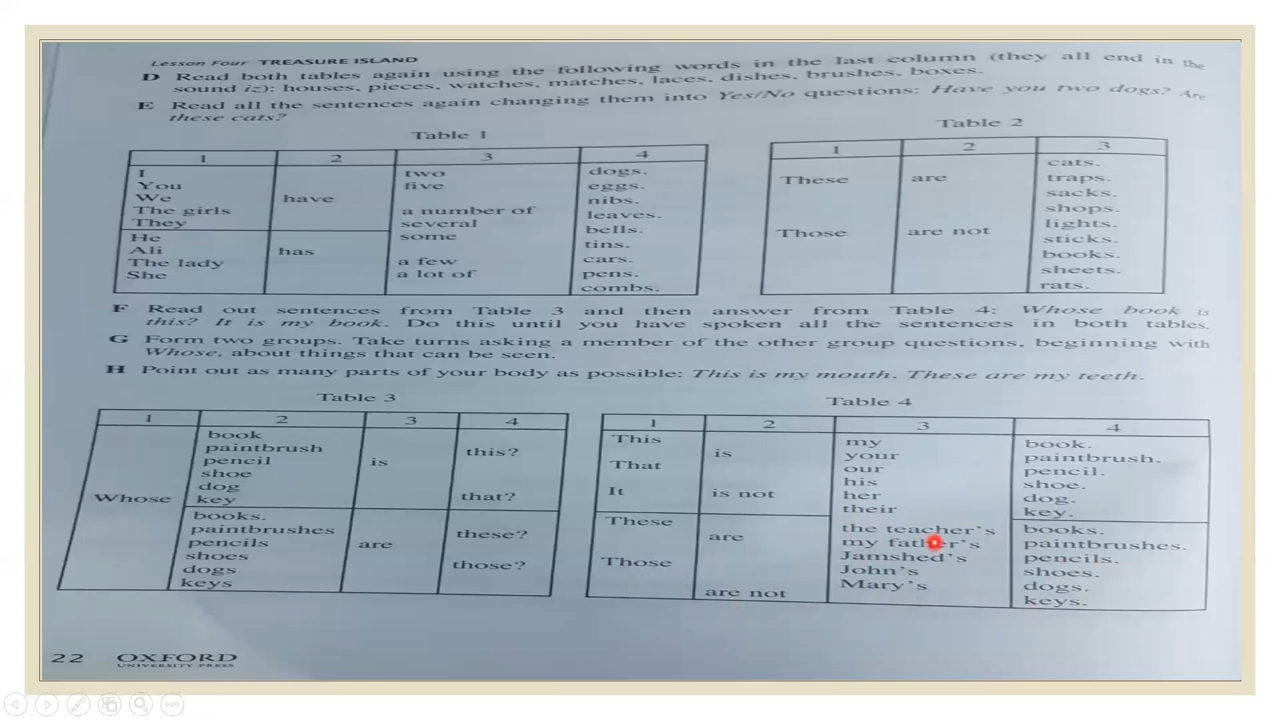 Lesson Four TREASURE ISLAND
D Read both tables again using the following words in the last column (they all end in the
sound iz): houses, pieces, watches, matches, laces, dishes, brushes, boxes.
E Read all the sentences again changing them into Yes/No questions: Have you two dogs? Are
these cats?
Table 1
1 2 3 4
I two dogs.
You five eggs.
We have nibs.
The girls a number of leaves.
They several bells.
He some tins.
Ali has cars.
The lady a few pens.
She a lot of combs.
Table 2
1 2 3
cats.
These are traps.
sacks.
shops.
lights.
Those are not sticks.
books.
sheets.
rats.
F Read out sentences from Table 3 and then answer from Table 4: Whose book is
this? It is my book. Do this until you have spoken all the sentences in both tables.
G Form two groups. Take turns asking a member of the other group questions, beginning with
Whose, about things that can be seen.
H Point out as many parts of your body as possible: This is my mouth. These are my teeth.
Table 3
1 2 3 4
book
paintbrush this?
pencil is
shoe
dog
Whose key that?
books.
paintbrushes these?
pencils are
shoes
dogs those?
keys
Table 4
1 2 3 4
This my book.
is your paintbrush.
That our pencil.
his shoe.
It is not her dog.
their key.
These the teacher's books.
are my father's paintbrushes.
Those Jamshed's pencils.
John's shoes.
are not Mary's dogs.
keys.
22 OXFORD
UNIVERSITY PRESS